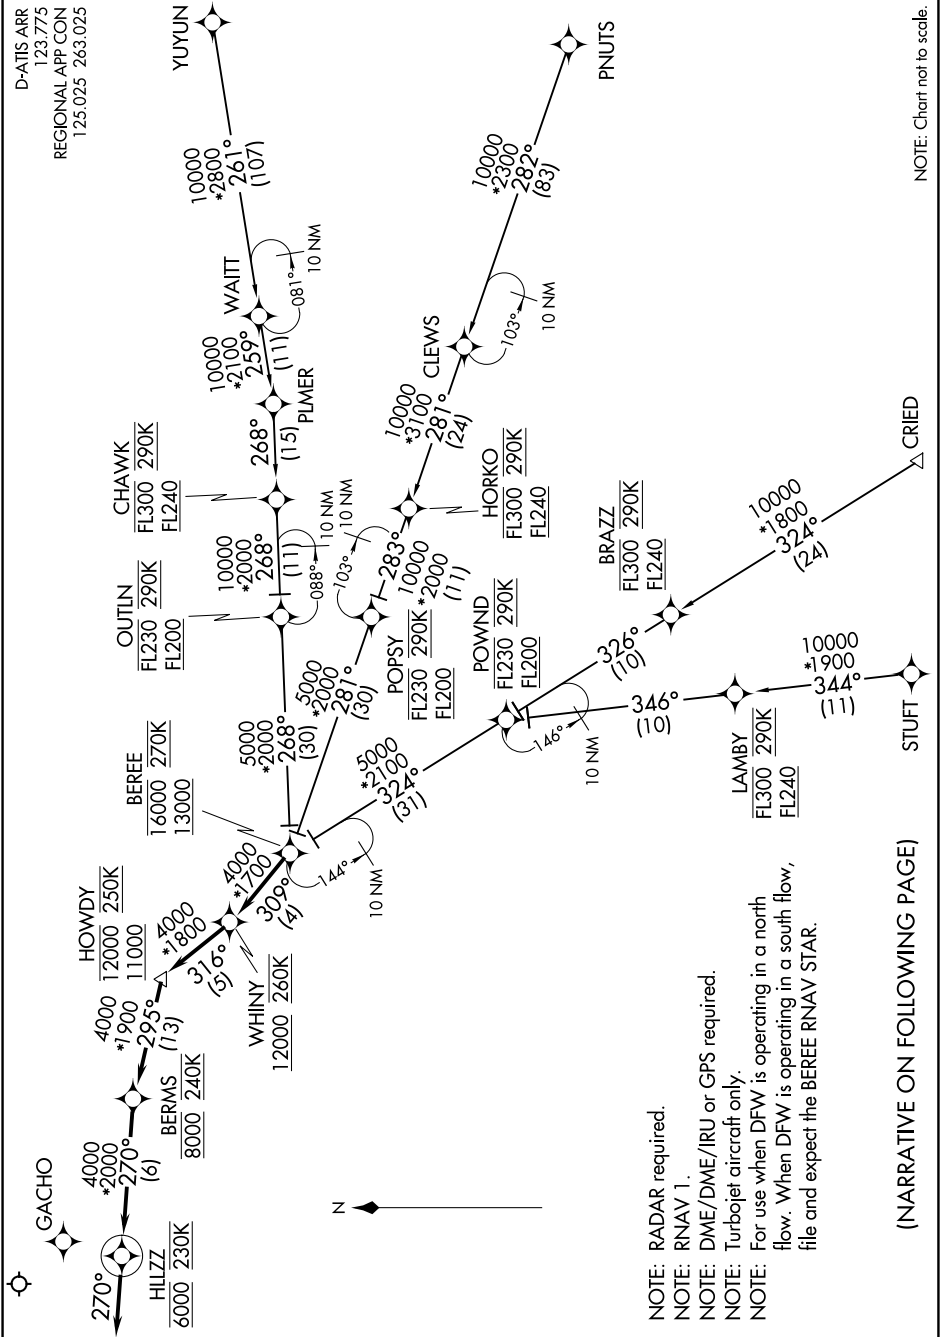 D-ATIS ARR
123.775
REGIONAL APP CON
125.025 263.025
YUYUN
PNUTS
10000
*2800
261°
(107)
10000
*2300
282°
(83)
WAITT
081°
10 NM
10000
*2100
259°
(11)
PLMER
CLEWS
103°
10 NM
10000
*3100
281°
(24)
268°
(15)
CHAWK
FL300 290K
FL240
HORKO
FL300 290K
FL240
10000
*2000
268°
(11)
10 NM
088°
10 NM
103°
283°
10000
*2000
(11)
OUTLN
FL230 290K
FL200
POPSY
FL230 290K
FL200
POWND
FL230 290K
FL200
BRAZZ
FL300 290K
FL240
CRIED
10000
*1800
324°
(24)
326°
(10)
346°
(10)
10000
*1900
344°
(11)
STUFT
LAMBY
FL300 290K
FL240
146°
10 NM
5000
*2000
268°
(30)
5000
*2000
281°
(30)
5000
*2100
324°
(31)
BEREE
16000 270K
13000
144°
10 NM
4000
*1700
309°
(4)
HOWDY
12000 250K
11000
4000
*1800
316°
(5)
WHINY
12000 260K
4000
*1900
295°
(13)
BERMS
8000 240K
4000
*2000
270°
(6)
GACHO
HLLZZ
6000 230K
270°
N
NOTE: RADAR required.
NOTE: RNAV 1.
NOTE: DME/DME/IRU or GPS required.
NOTE: Turbojet aircraft only.
NOTE: For use when DFW is operating in a north
flow. When DFW is operating in a south flow,
file and expect the BEREE RNAV STAR.
(NARRATIVE ON FOLLOWING PAGE)
NOTE: Chart not to scale.